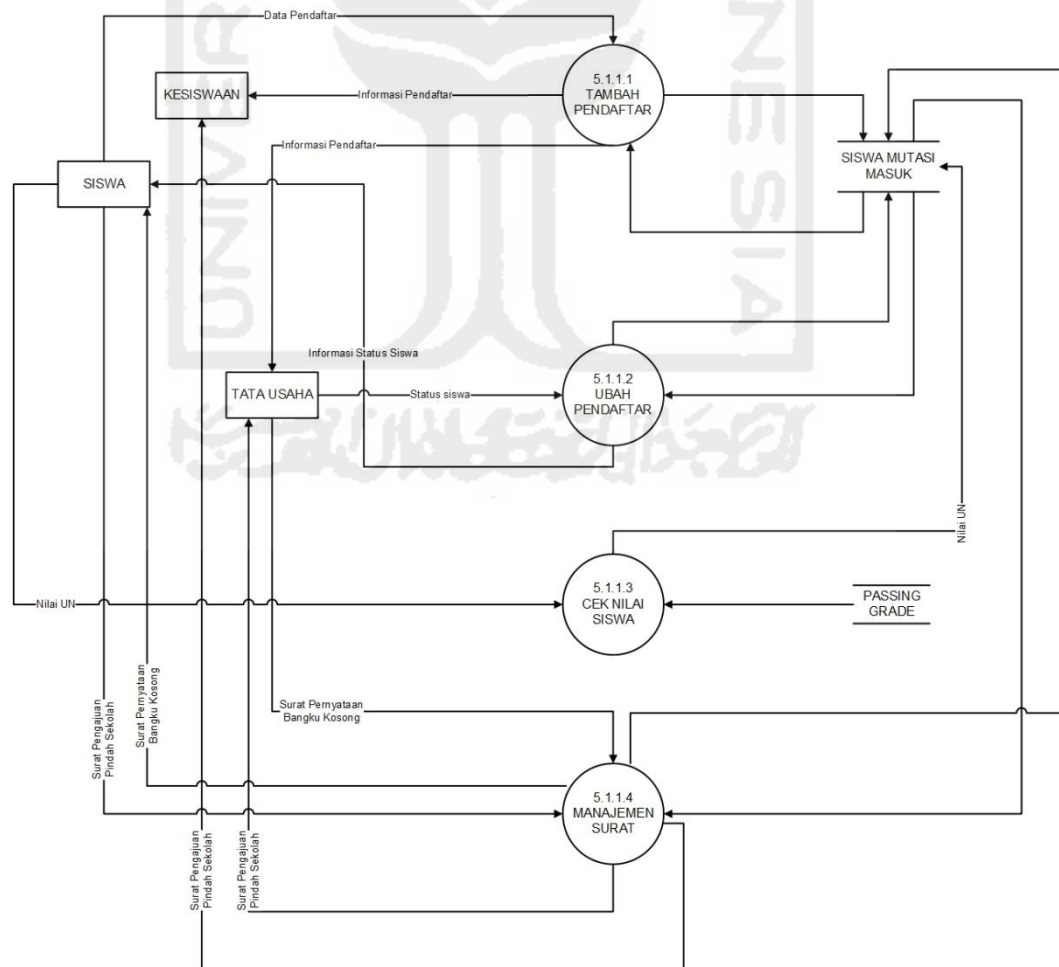 Data Pendaftar
5.1.1.1
TAMBAH
PENDAFTAR
KESISWAAN
Informasi Pendaftar
Informasi Pendaftar
SISWA MUTASI
MASUK
SISWA
UNIVER
NESIA
Informasi Status Siswa
TATA USAHA
Status siswa
5.1.1.2
UBAH
PENDAFTAR
Nilai UN
5.1.1.3
CEK NILAI
SISWA
PASSING
GRADE
Nilai UN
Surat Pernyataan
Bangku Kosong
Surat Pengajuan
Pindah Sekolah
Surat Pernyataan
Bangku Kosong
5.1.1.4
MANAJEMEN
SURAT
Surat Pengajuan
Pindah Sekolah
Surat Pengajuan
Pindah Sekolah